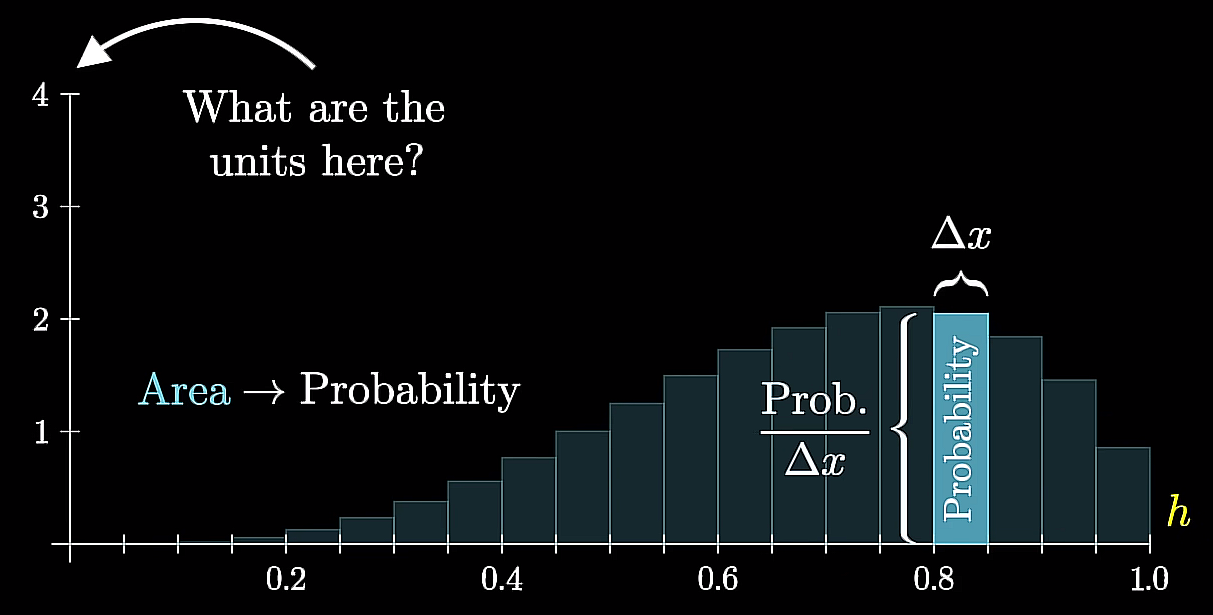 4
What are the
units here?
3
Δx
2
Area → Probability
Prob.
Δx
Probability
1
h
0.2 0.4 0.6 0.8 1.0